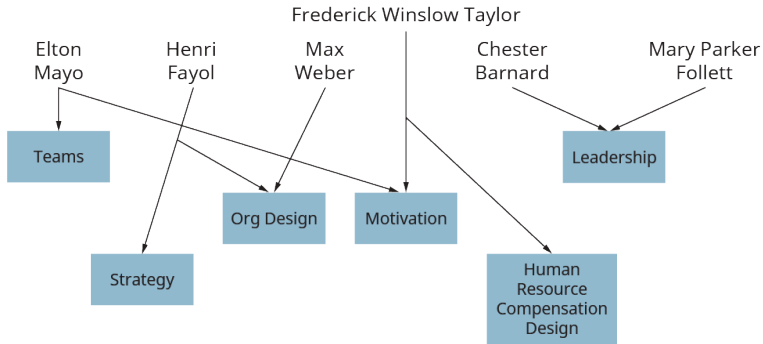 Frederick Winslow Taylor
Elton
Mayo
Henri
Fayol
Max
Weber
Chester
Barnard
Mary Parker
Follett
Teams
Leadership
Org Design
Motivation
Strategy
Human
Resource
Compensation
Design